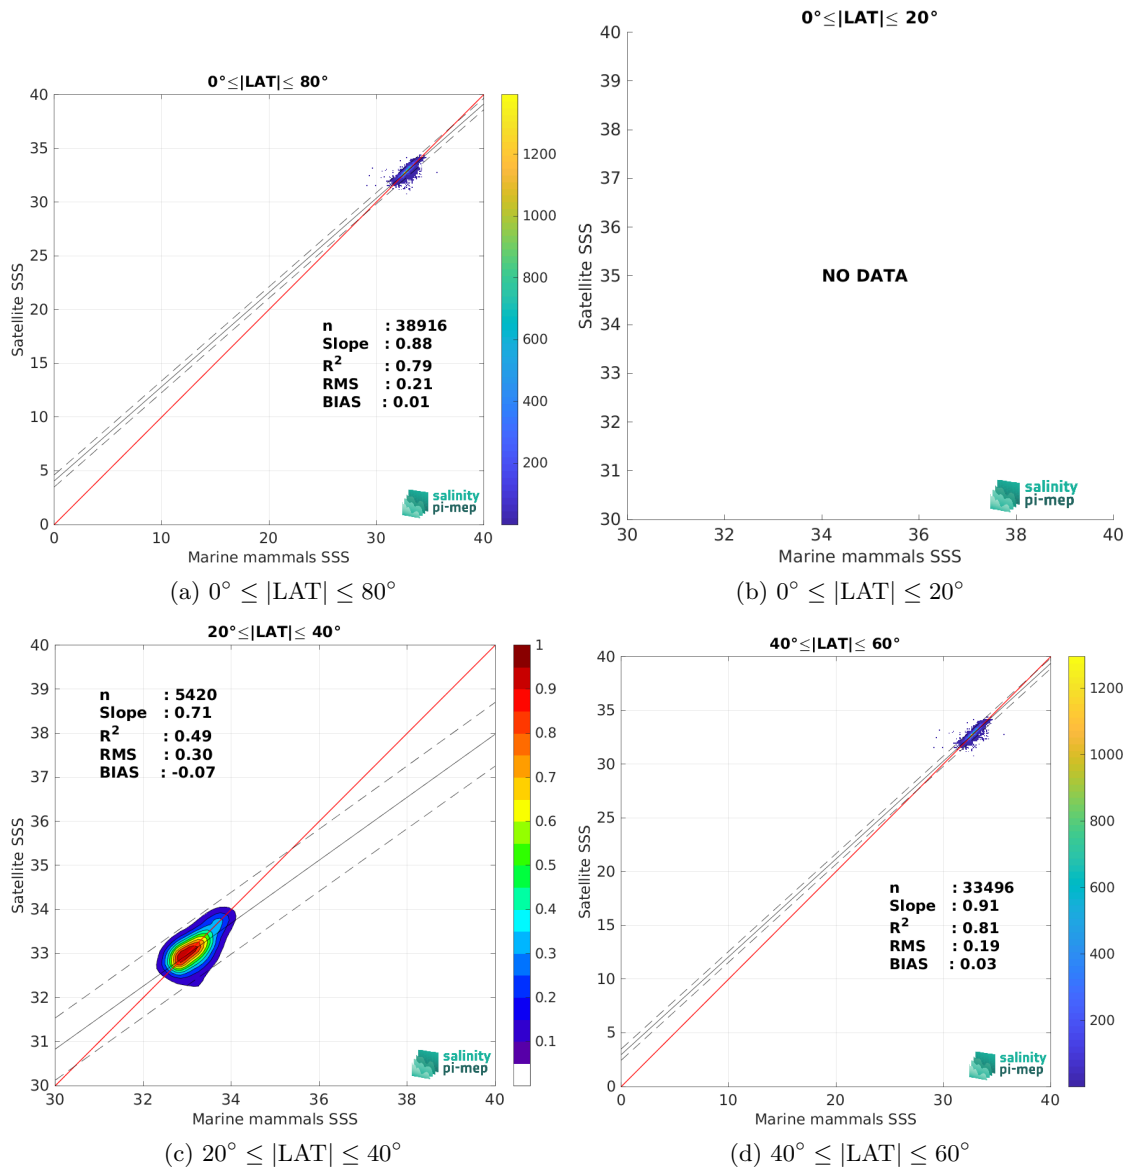 0°≤|LAT|≤ 80°
40
35
30
25
20
15
10
5
0
Satellite SSS
n : 38916
Slope : 0.88
R2 : 0.79
RMS : 0.21
BIAS : 0.01
salinity
pi-mep
0 10 20 30 40
Marine mammals SSS
1200
1000
800
600
400
200
(a) 0° ≤ |LAT| ≤ 80°
0°≤|LAT|≤ 20°
40
39
38
37
36
35
34
33
32
31
30
Satellite SSS
NO DATA
salinity
pi-mep
30 32 34 36 38 40
Marine mammals SSS
(b) 0° ≤ |LAT| ≤ 20°
20°≤|LAT|≤ 40°
40
39
38
37
36
35
34
33
32
31
30
Satellite SSS
n : 5420
Slope : 0.71
R2 : 0.49
RMS : 0.30
BIAS : -0.07
salinity
pi-mep
30 32 34 36 38 40
Marine mammals SSS
1
0.9
0.8
0.7
0.6
0.5
0.4
0.3
0.2
0.1
(c) 20° ≤ |LAT| ≤ 40°
40°≤|LAT|≤ 60°
40
35
30
25
20
15
10
5
0
Satellite SSS
n : 33496
Slope : 0.91
R2 : 0.81
RMS : 0.19
BIAS : 0.03
salinity
pi-mep
0 10 20 30 40
Marine mammals SSS
1200
1000
800
600
400
200
(d) 40° ≤ |LAT| ≤ 60°